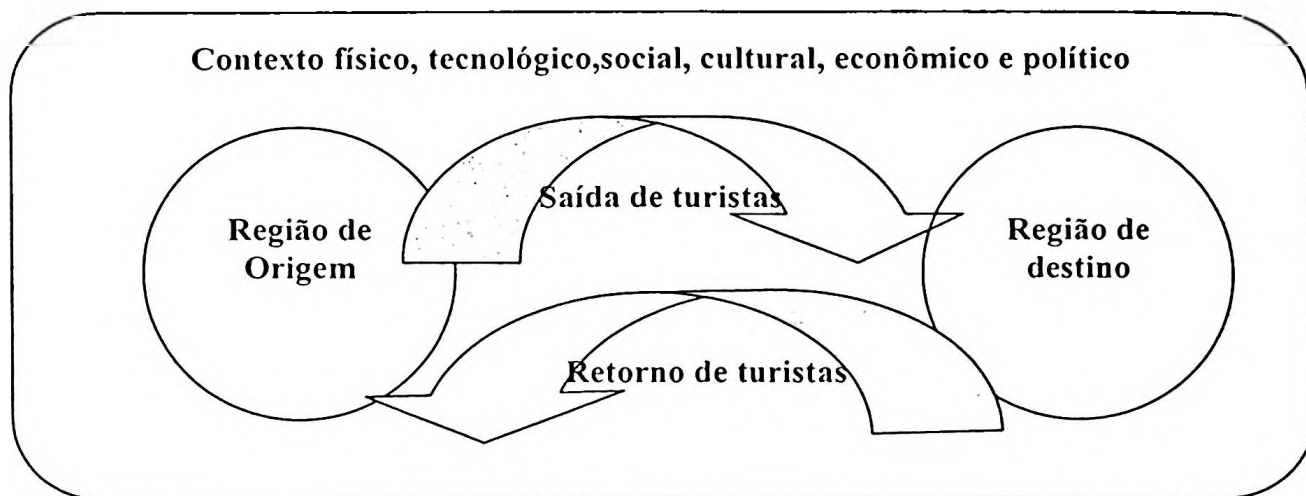 Contexto físico, tecnológico,social, cultural, econômico e político
Saída de turistas
Região de
Origem
Região de
destino
Retorno de turistas